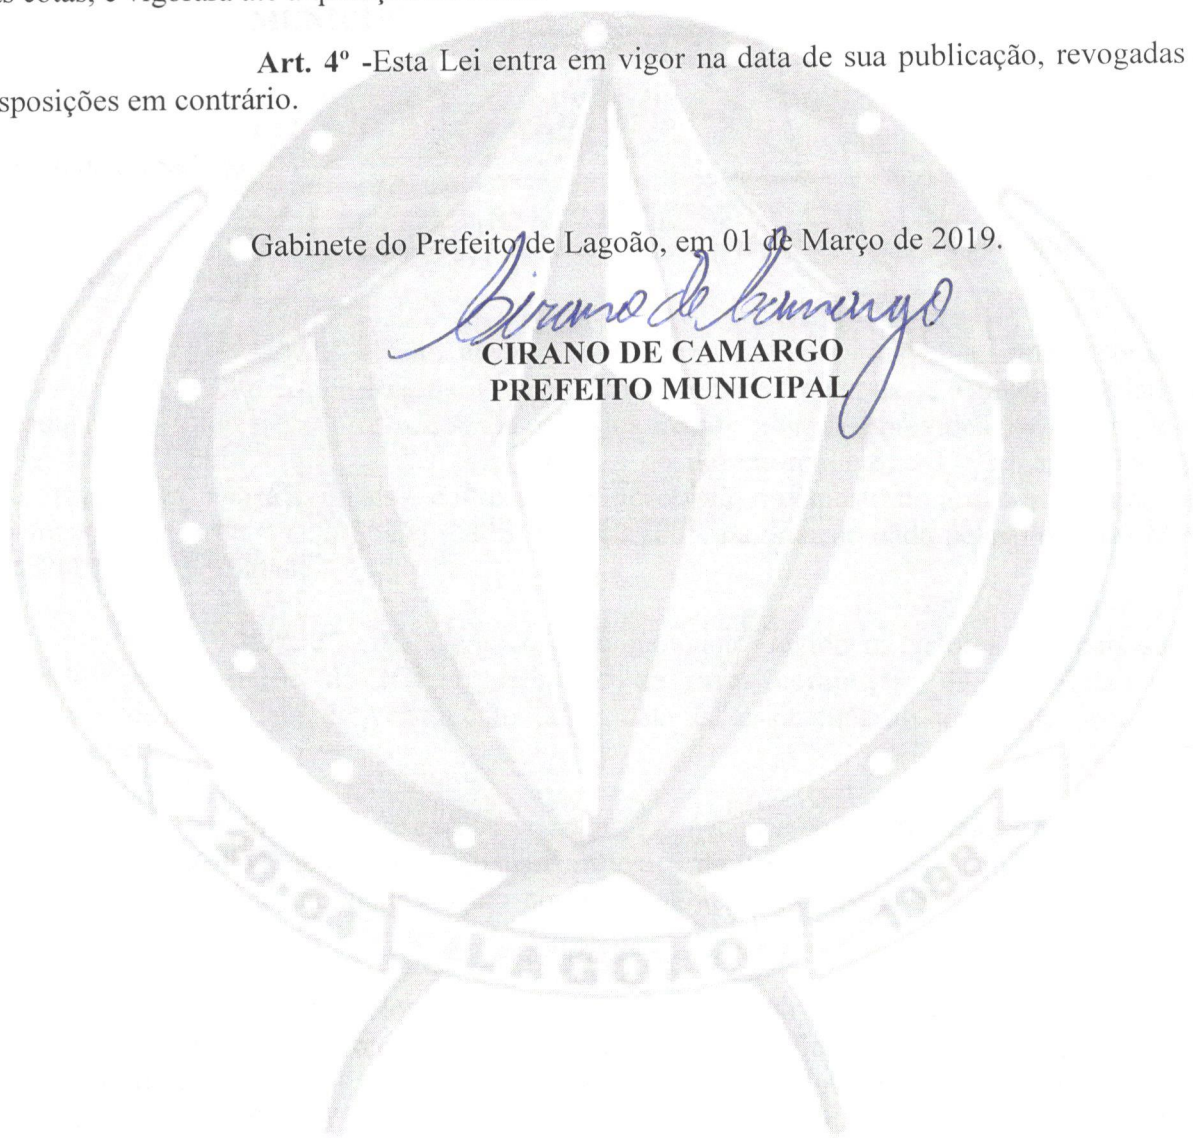 Art. 4º -Esta Lei entra em vigor na data de sua publicação, revogadas
sposições em contrário.
Gabinete do Prefeito de Lagoão, em 01 de Março de 2019.
Cirano de Camargo
CIRANO DE CAMARGO
PREFEITO MUNICIPAL
20·04 LAGOÃO 1988